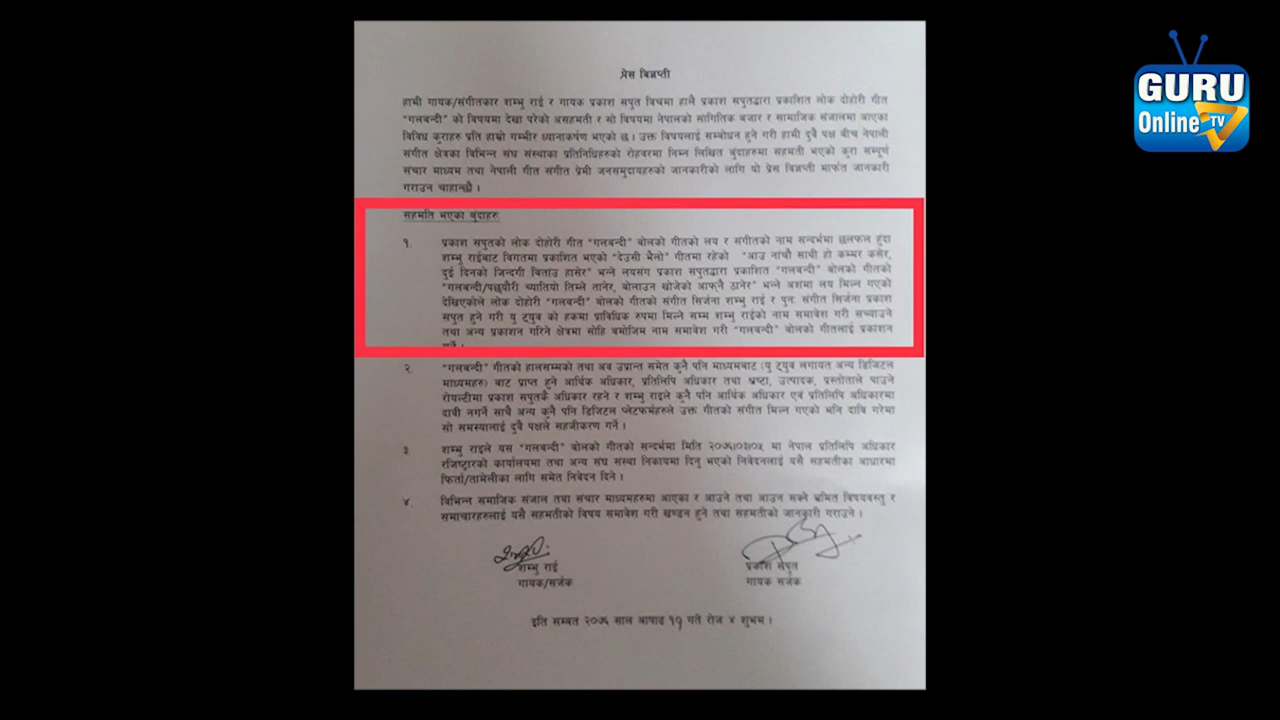 प्रेस विज्ञप्ती
हामी गायक/संगीतकार शम्भु राई र गायक प्रकाश सपुत विचमा हालै प्रकाश सपुतद्वारा प्रकाशित लोक दोहोरी गीत
"गलबन्दी" को विषयमा देखा परेको असहमती र सो विषयमा नेपालको सांगितिक बजार र सामाजिक संजालमा आएका
विविध कुराहरु प्रति हाम्रो गम्भीर ध्यानाकर्षण भएको छ । उक्त विषयलाई सम्बोधन हुने गरी हामी दुवै पक्ष बीच नेपाली
संगीत क्षेत्रका विभिन्न संघ संस्थाका प्रतिनिधिहरुको रोहवरमा निम्न लिखित बुंदाहरुमा सहमती भएको कुरा सम्पूर्ण
संचार माध्यम तथा नेपाली गीत संगीत प्रेमी जनसमुदायहरुको जानकारीको लागि यो प्रेस विज्ञप्ती मार्फत जानकारी
गराउन चाहान्छौ ।
सहमति भएका बुंदाहरु
१. प्रकाश सपुतको लोक दोहोरी गीत "गलबन्दी" बोलको गीतको लय र संगीतको नाम सन्दर्भमा छलफल हुंदा
शम्भु राईबाट विगतमा प्रकाशित भएको "देउसी भैलो" गीतमा रहेको "आउ नांचौ साथी हो कम्मर कसेर,
दुई दिनको जिन्दगी विताउ हासेर" भन्ने लयसंग प्रकाश सपुतद्वारा प्रकाशित "गलबन्दी" बोलको गीतको
"गलबन्दी/पछ्यौरी च्यातियो तिम्ले तानेर, बोलाउन खोजेको आफ्नै ठानेर" भन्ने अशंमा लय मिल्न गएको
देखिएकोले लोक दोहोरी "गलबन्दी" बोलको गीतको संगीत सिर्जना शम्भु राई र पुनः संगीत सिर्जना प्रकाश
सपुत हुने गरी यु ट्युव को हकमा प्राविधिक रुपमा मिल्ने सम्म शम्भु राईको नाम समावेश गरी सच्याउने
तथा अन्य प्रकाशन गरिने क्षेत्रमा सोहि बमोजिम नाम समावेश गरी "गलबन्दी" बोलको गीतलाई प्रकाशन
गर्ने ।
२. "गलबन्दी" गीतको हालसम्मको तथा अव उप्रान्त समेत कुनै पनि माध्यमबाट (यु ट्युव लगायत अन्य डिजिटल
माध्यमहरु) बाट प्राप्त हुने आर्थिक अधिकार, प्रतिलिपि अधिकार तथा श्रष्टा, उत्पादक, प्रस्तोताले पाउने
रोयल्टीमा प्रकाश सपुतकै अधिकार रहने र शम्भु राइले कुनै पनि आर्थिक अधिकार एवं प्रतिलिपि अधिकारमा
दावी नगर्ने साथै अन्य कुनै पनि डिजिटल प्लेटफर्महरुले उक्त गीतको संगीत मिल्न गएको भनि दावि गरेमा
सो समस्यालाई दुवै पक्षले सहजीकरण गर्ने ।
३. शम्भु राइले यस "गलबन्दी" बोलको गीतको सन्दर्भमा मिति २०७६।०३।०५ मा नेपाल प्रतिलिपि अधिकार
रजिष्ट्रारको कार्यालयमा तथा अन्य संघ संस्था निकायमा दिनु भएको निवेदनलाई यसै सहमतीका आधारमा
फिर्ता/तामेलीका लागि समेत निवेदन दिने ।
४. विभिन्न समाजिक संजाल तथा संचार माध्यमहरुमा आएका र आउने तथा आउन सक्ने भ्रमित विषयवस्तु र
समाचारहरुलाई यसै सहमतीका विषय समावेश गरी खण्डन हुने तथा सहमतीको जानकारी गराउने ।
शम्भु राई
गायक/सर्जक
प्रकाश सपुत
गायक सर्जक
इति सम्वत २०७६ साल आषाढ १९ गते रोज ४ शुभम ।
GURU
Online TV